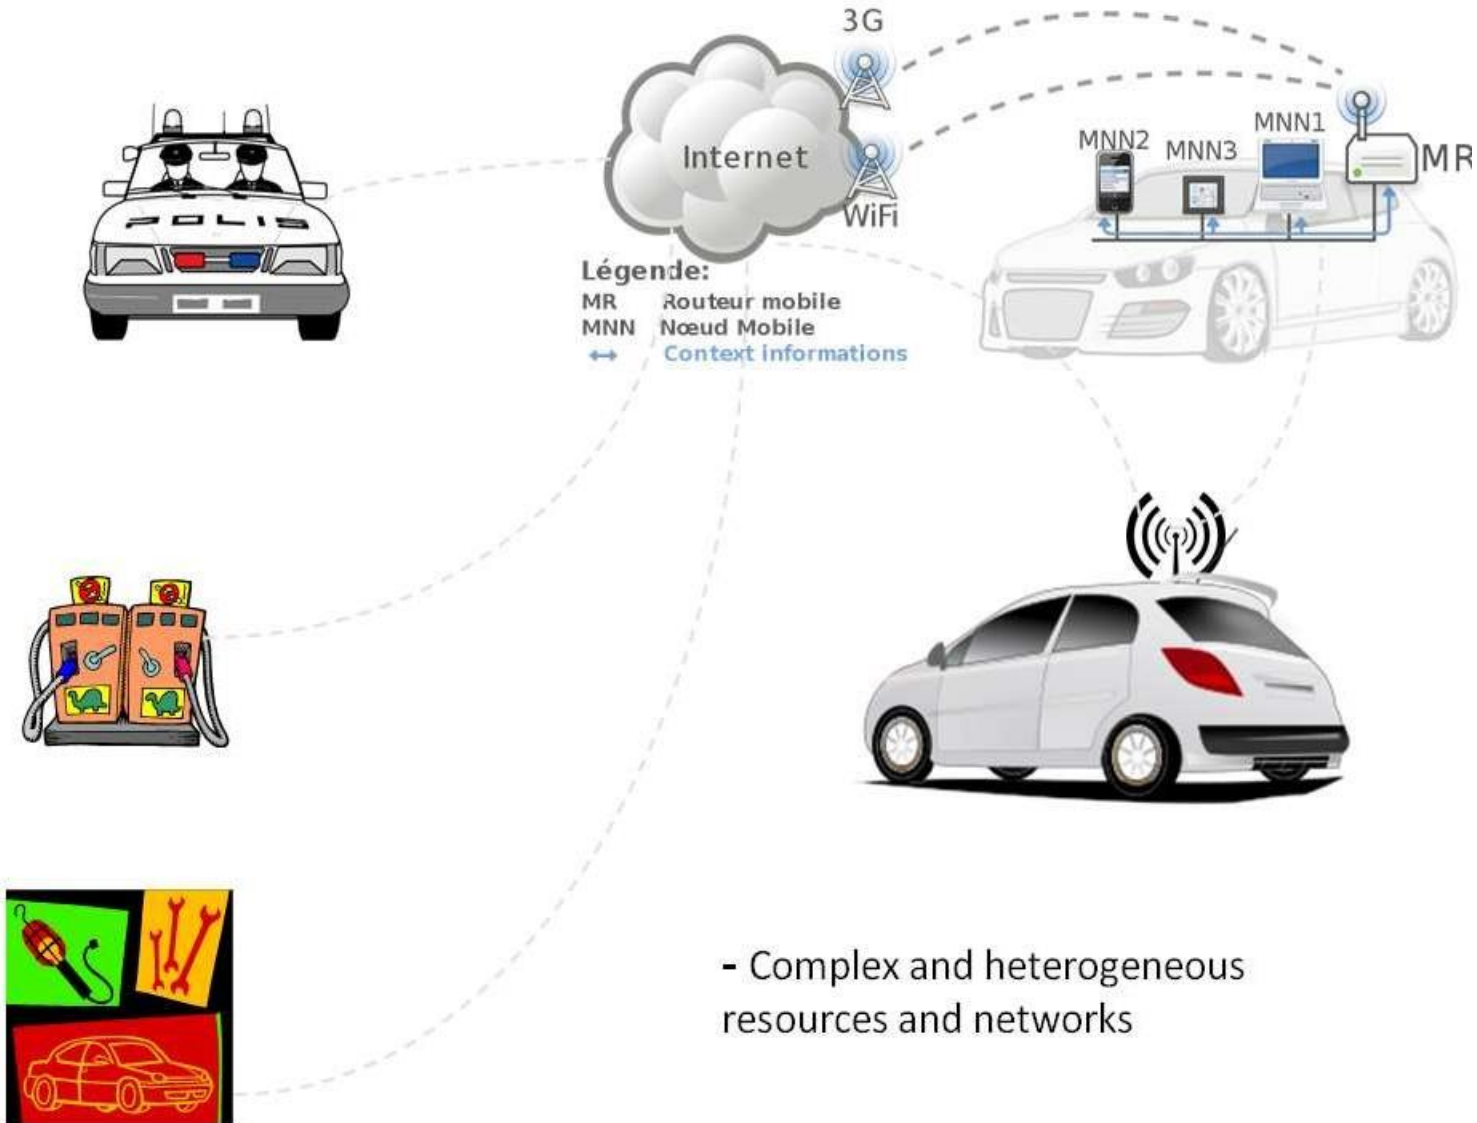 3G
Internet
WiFi
MNN2
MNN3
MNN1
MR
POLIS
Légende:
MR Routeur mobile
MNN Nœud Mobile
↔ Context informations
- Complex and heterogeneous
resources and networks